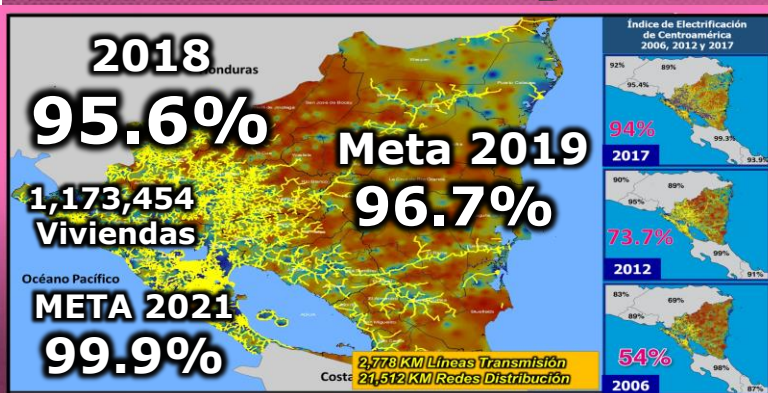 2018
95.6%
Honduras
1,173,454
Viviendas
Océano Pacífico
META 2021
99.9%
Meta 2019
96.7%
Costa
2,778 KM Líneas Transmisión
21,512 KM Redes Distribución
Índice de Electrificación
de Centroamérica
2006, 2012 y 2017
92%
89%
95.4%
94%
99.3%
2017
93.9%
90%
89%
95%
73.7%
99%
2012
91%
83%
69%
89%
54%
98%
2006
87%